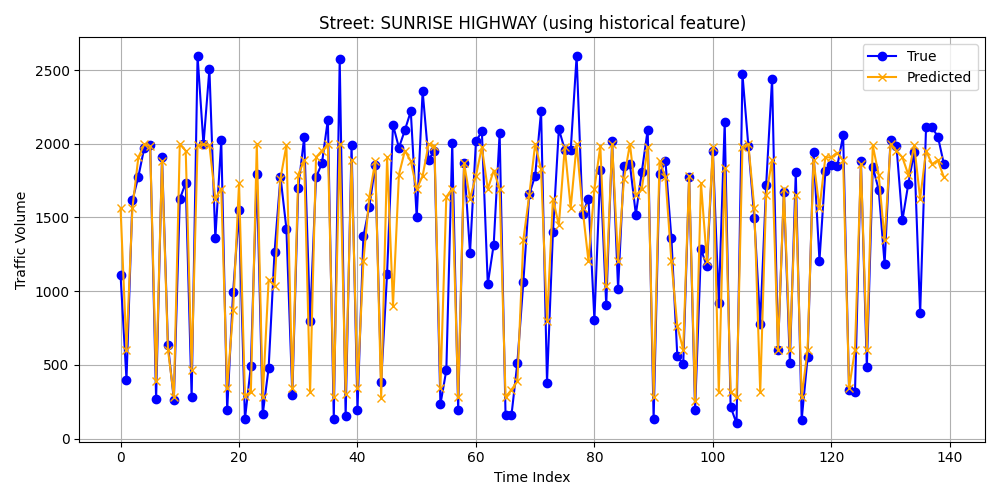 Street: SUNRISE HIGHWAY (using historical feature)
True
Predicted
Traffic Volume
2500
2000
1500
1000
500
0
0 20 40 60 80 100 120 140
Time Index